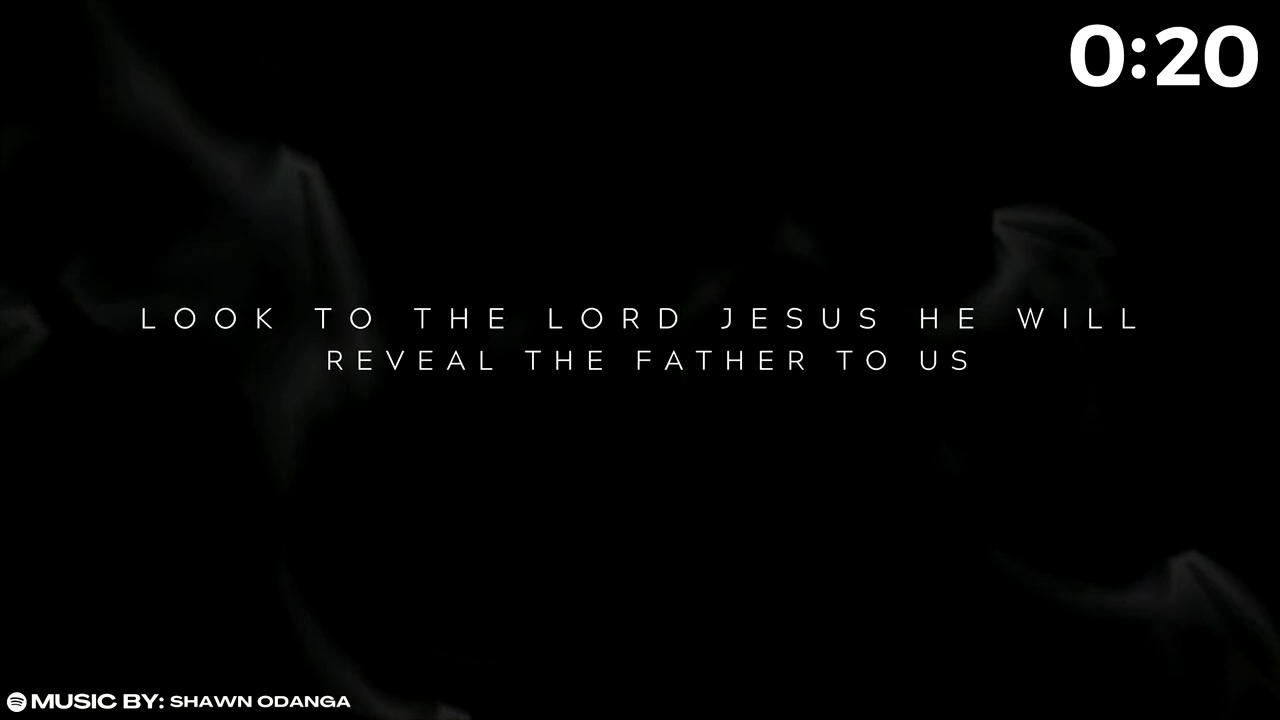 0:20
LOOK TO THE LORD JESUS HE WILL
REVEAL THE FATHER TO US
MUSIC BY: SHAWN ODANGA